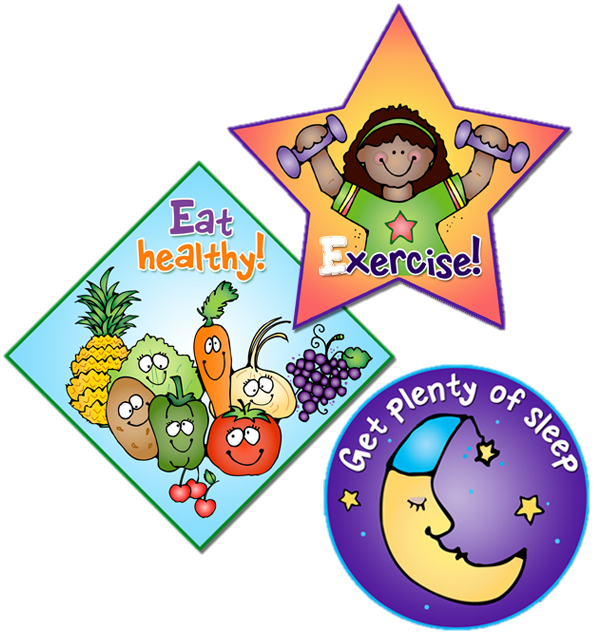 Exercise!
Eat
healthy!
Get plenty of sleep